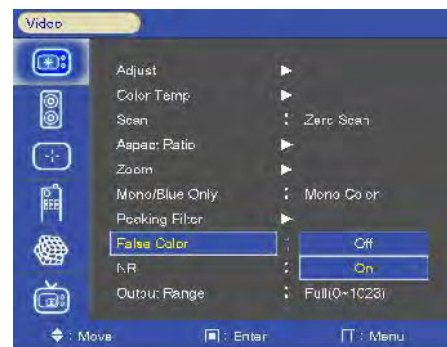 Video
Adjust ▶
Color Temp ▶
Scan : Zero Scan
Aspect Ratio ▶
Zoom ▶
Mono/Blue Only : Mono Color
Peaking Filter ▶
False Color : Off
NR : On
Output Range : Full(0~1023)
: Move : Enter : Menu